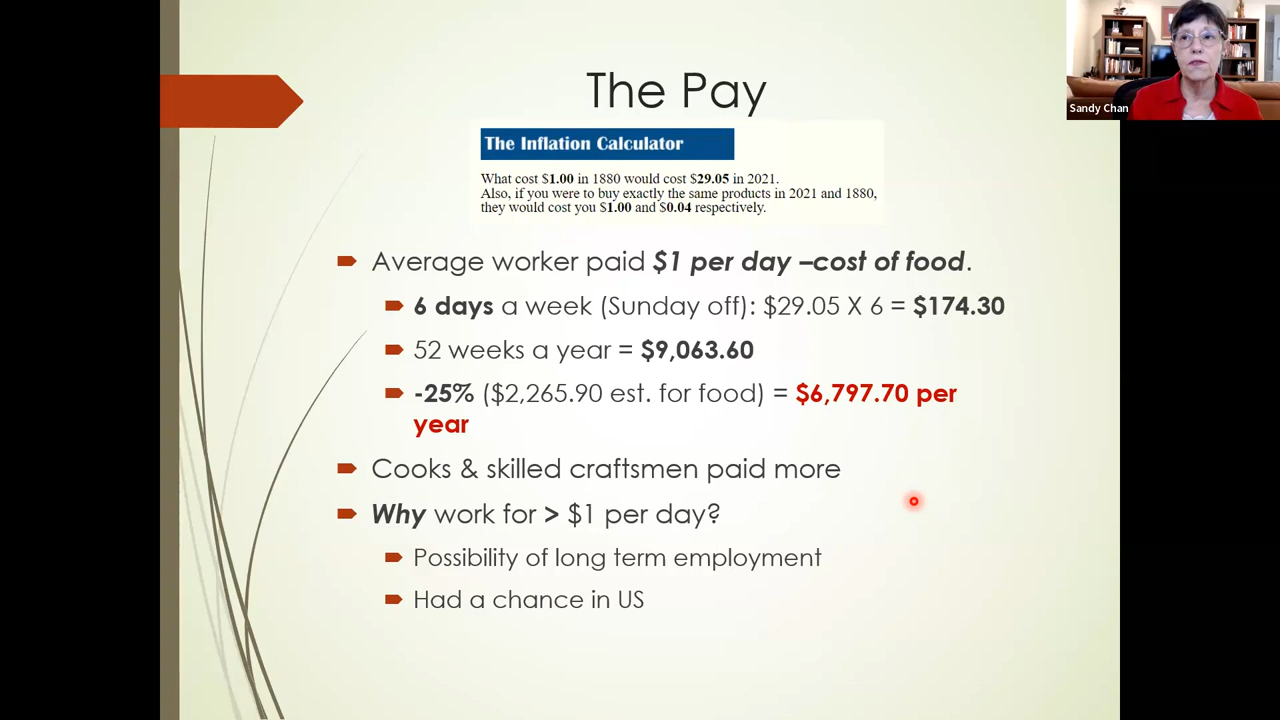 The Pay
Sandy Chan
The Inflation Calculator
What cost $1.00 in 1880 would cost $29.05 in 2021.
Also, if you were to buy exactly the same products in 2021 and 1880,
they would cost you $1.00 and $0.04 respectively.
Average worker paid $1 per day –cost of food.
6 days a week (Sunday off): $29.05 X 6 = $174.30
52 weeks a year = $9,063.60
-25% ($2,265.90 est. for food) = $6,797.70 per
year
Cooks & skilled craftsmen paid more
Why work for > $1 per day?
Possibility of long term employment
Had a chance in US